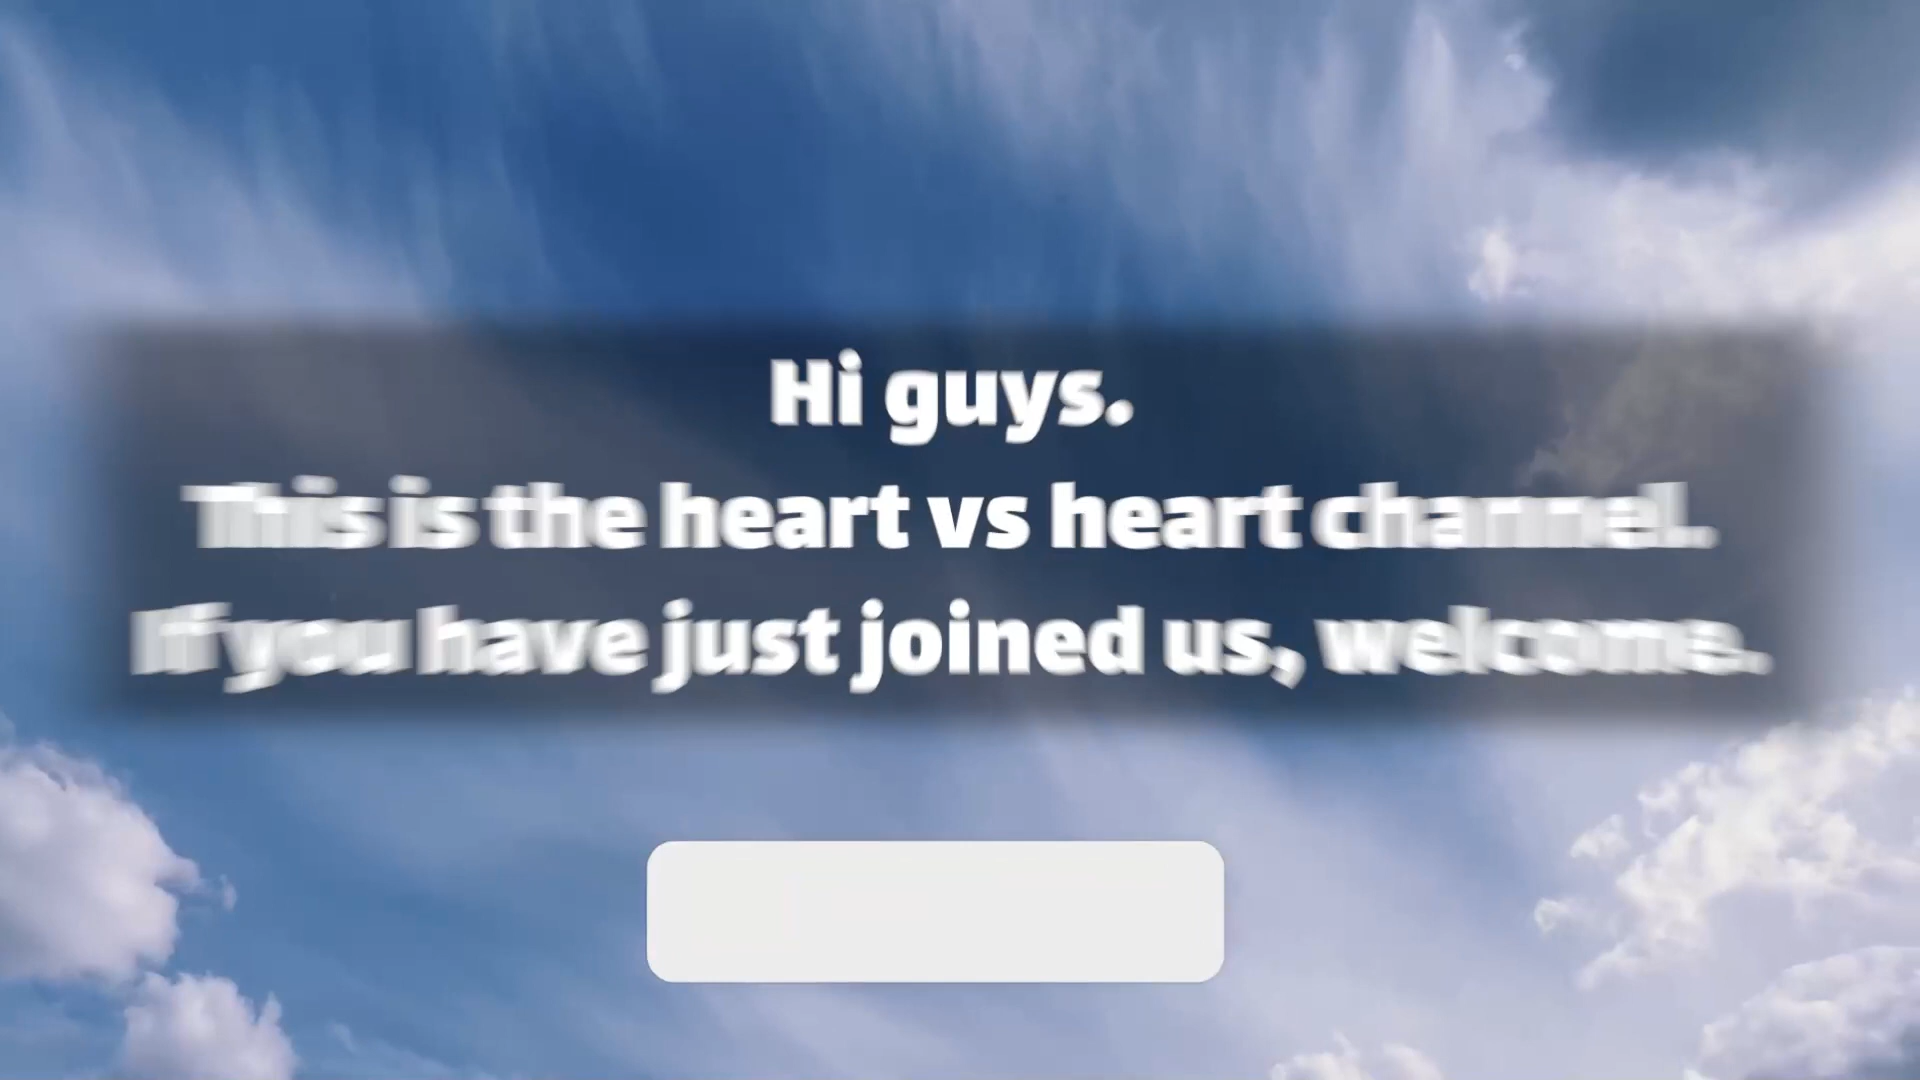 Hi guys.
This is the heart vs heart channel.
If you have just joined us, welcome.